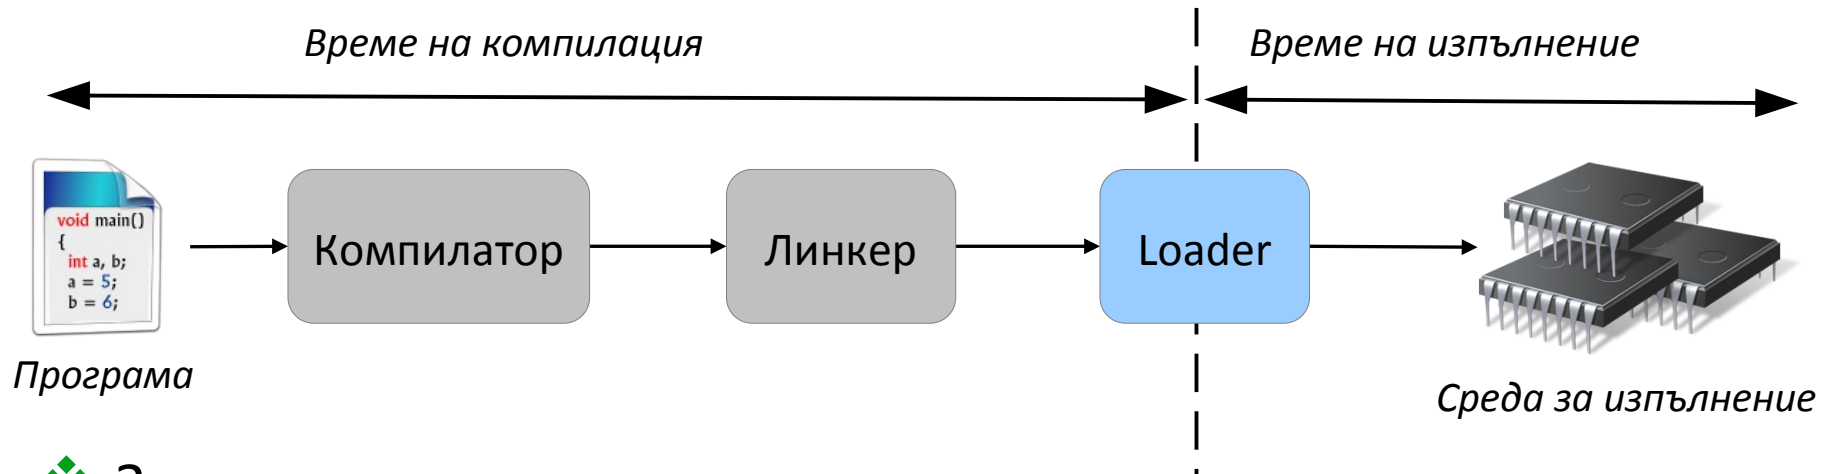 Време на компилация
Време на изпълнение
void main()
{
int a, b;
a = 5;
b = 6;
Компилатор
Линкер
Loader
Програма
Среда за изпълнение